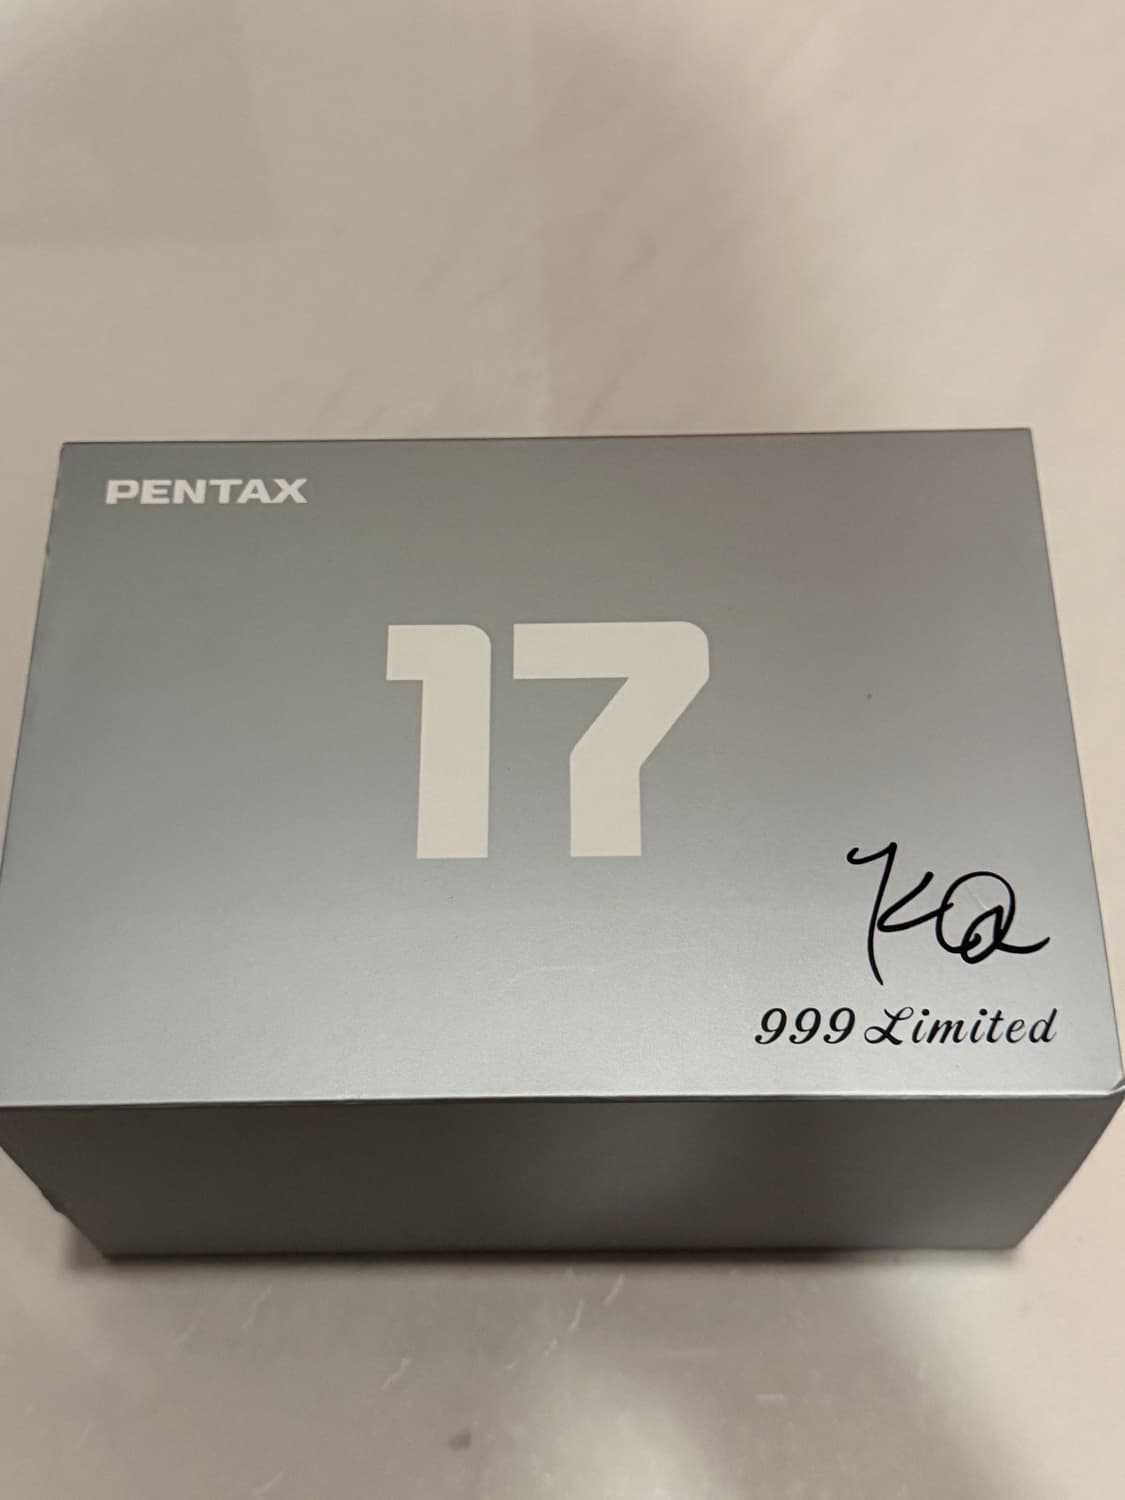 PENTAX
17
999 Limited